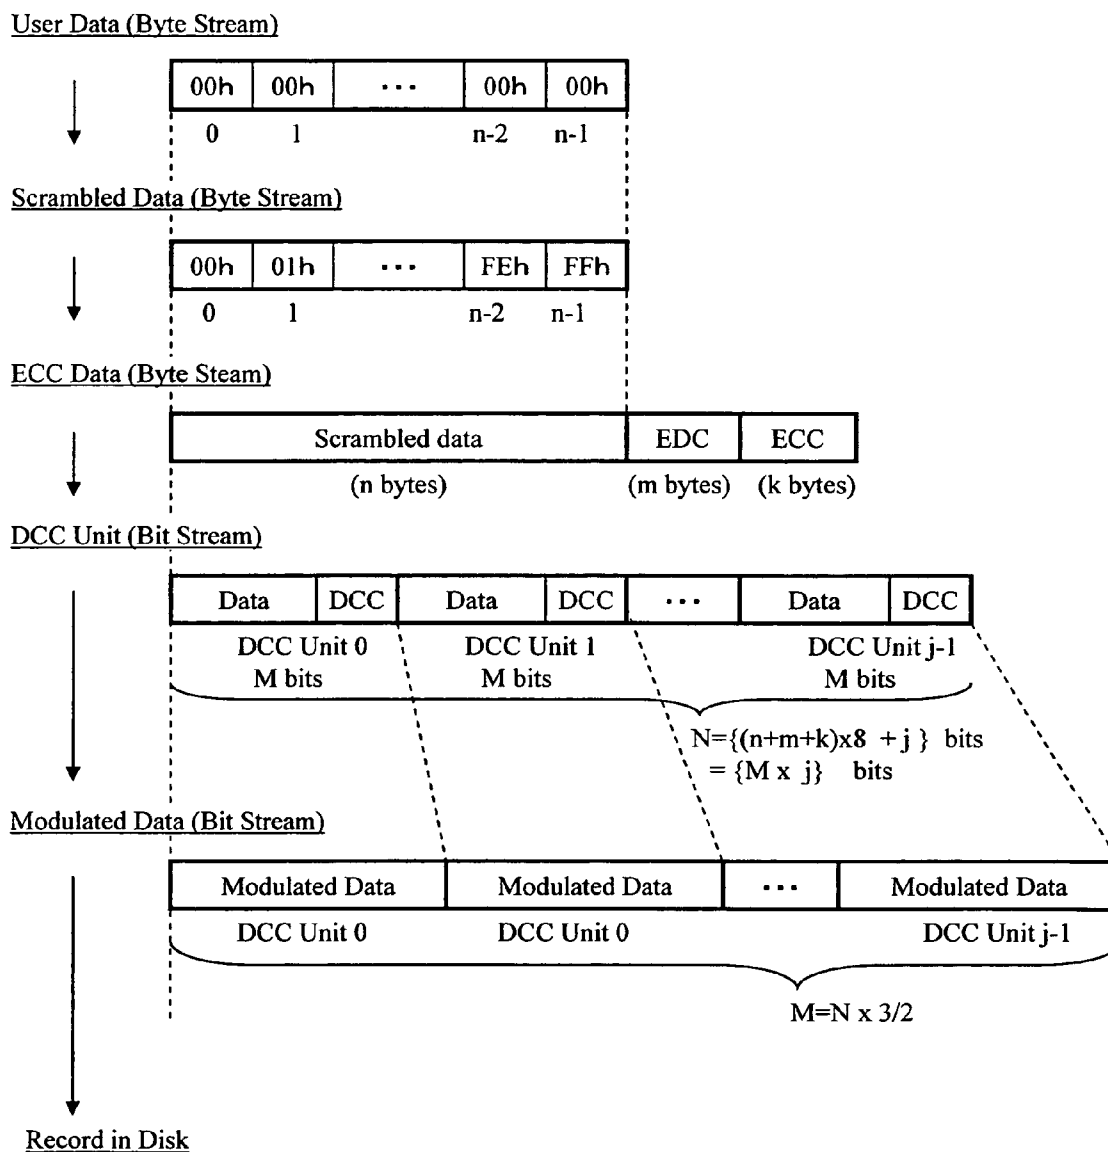 User Data (Byte Stream)
00h 00h ... 00h 00h
0 1 n-2 n-1
Scrambled Data (Byte Stream)
00h 01h ... FEh FFh
0 1 n-2 n-1
ECC Data (Byte Steam)
Scrambled data EDC ECC
(n bytes) (m bytes) (k bytes)
DCC Unit (Bit Stream)
Data DCC Data DCC ... Data DCC
DCC Unit 0 DCC Unit 1 DCC Unit j-1
M bits M bits M bits
N={(n+m+k)x8 +j } bits
= {M x j} bits
Modulated Data (Bit Stream)
Modulated Data Modulated Data ... Modulated Data
DCC Unit 0 DCC Unit 0 DCC Unit j-1
M=N x 3/2
Record in Disk